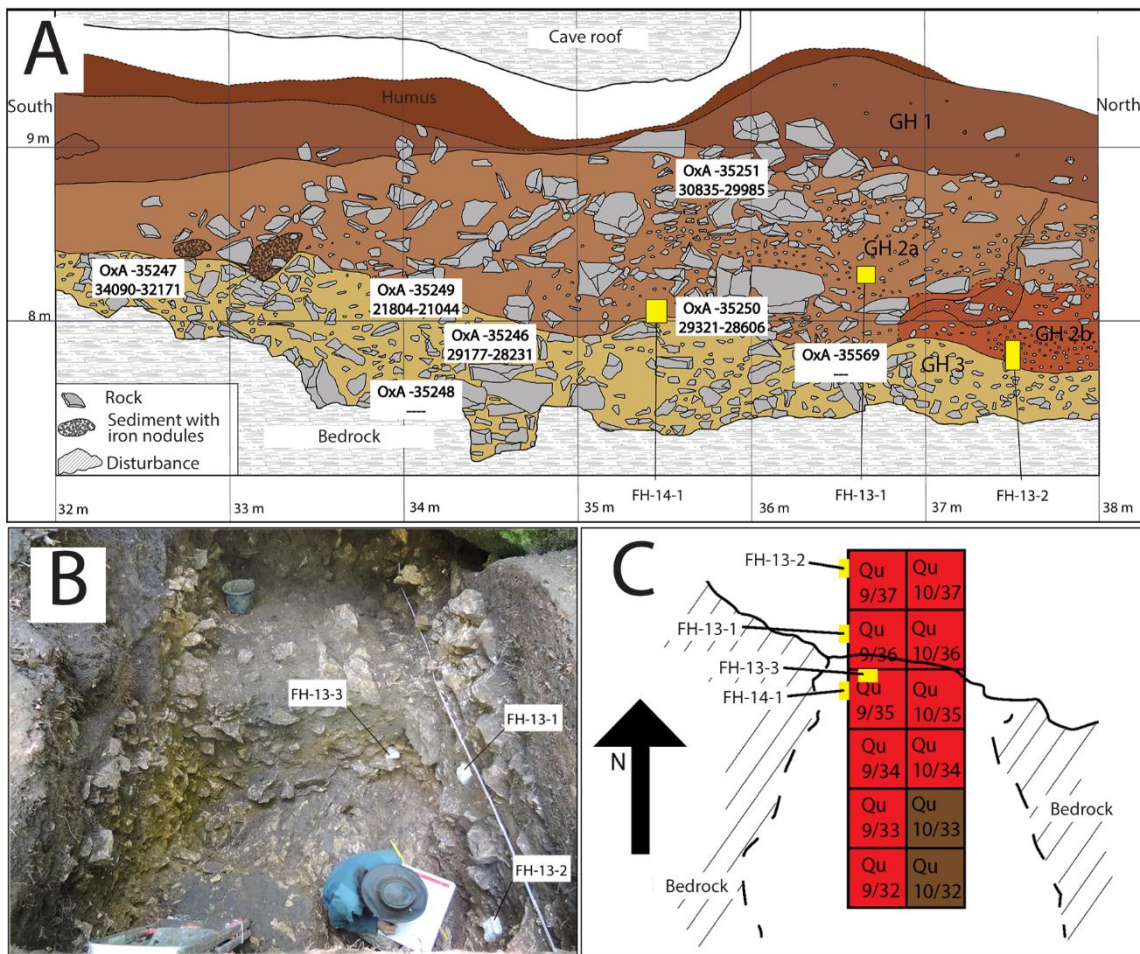 A
Cave roof
South
Humus
North
GH 1
9 m
OxA -35251
30835-29985
GH 2a
OxA -35247
34090-32171
OxA -35249
21804-21044
OxA -35250
29321-28606
8 m
OxA -35246
29177-28231
OxA -35569
---
GH 2b
GH 3
OxA -35248
----
Rock
Sediment with
iron nodules
Disturbance
Bedrock
32 m
33 m
34 m
35 m
FH-14-1
36 m
FH-13-1
37 m
FH-13-2
38 m
B
FH-13-3
FH-13-1
FH-13-2
C
FH-13-2
FH-13-1
FH-13-3
FH-14-1
N
Qu
9/37
Qu
10/37
Qu
9/36
Qu
10/36
Qu
9/35
Qu
10/35
Qu
9/34
Qu
10/34
Qu
9/33
Qu
10/33
Qu
9/32
Qu
10/32
Bedrock
Bedrock